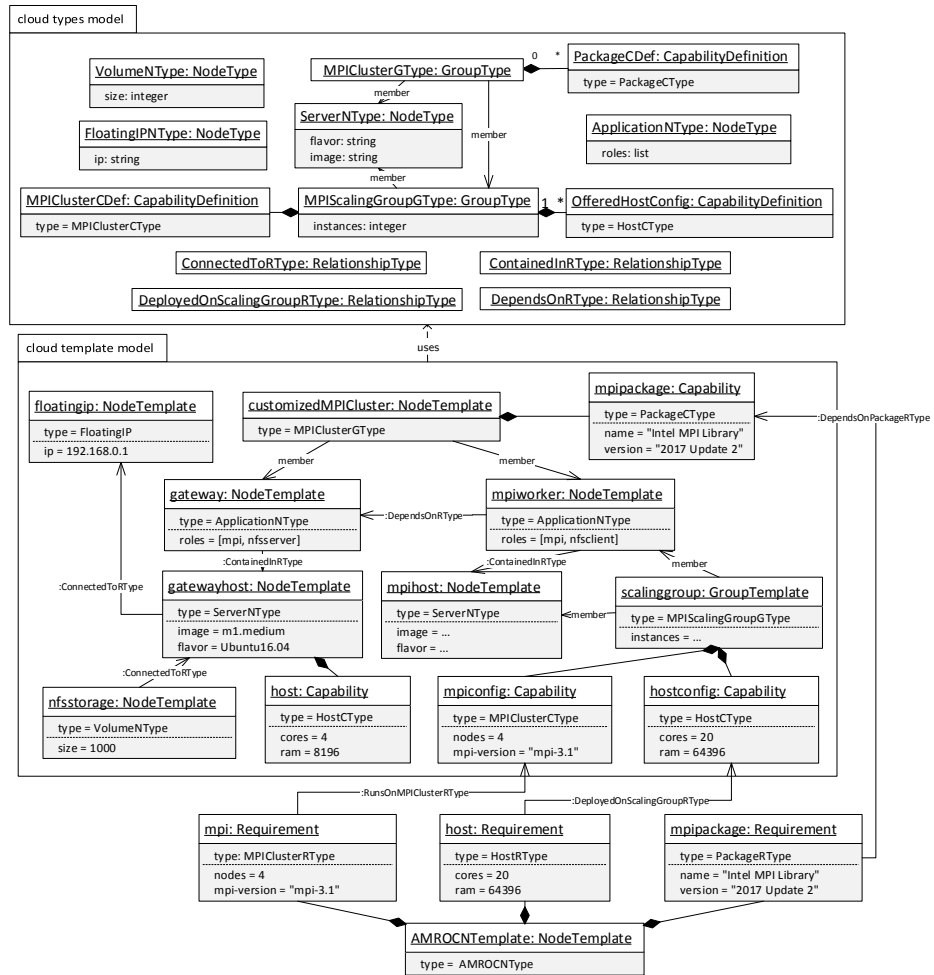 cloud types model
VolumeNType: NodeType
size: integer
MPIClusterGType: GroupType
0 *
PackageCDef: CapabilityDefinition
type = PackageCType
member
FloatingIPNType: NodeType
ip: string
ServerNType: NodeType
flavor: string
image: string
member
ApplicationNType: NodeType
roles: list
member
MPIClusterCDef: CapabilityDefinition
type = MPIClusterCType
MPIScalingGroupGType: GroupType
instances: integer
1 *
OfferedHostConfig: CapabilityDefinition
type = HostCType
ConnectedToRType: RelationshipType
ContainedInRType: RelationshipType
DeployedOnScalingGroupRType: RelationshipType
DependsOnRType: RelationshipType
uses
cloud template model
floatingip: NodeTemplate
type = FloatingIP
ip = 192.168.0.1
customizedMPICluster: NodeTemplate
type = MPIClusterGType
mpipackage: Capability
type = PackageCType
name = "Intel MPI Library"
version = "2017 Update 2"
:DependsOnPackageRType
member
member
gateway: NodeTemplate
type = ApplicationNType
roles = [mpi, nfsserver]
:DependsOnRType
mpiworker: NodeTemplate
type = ApplicationNType
roles = [mpi, nfsclient]
:ContainedInRType
:ContainedInRType
member
:ConnectedToRType
gatewayhost: NodeTemplate
type = ServerNType
image = m1.medium
flavor = Ubuntu16.04
mpihost: NodeTemplate
type = ServerNType
image = ...
flavor = ...
member
scalinggroup: GroupTemplate
type = MPIScalingGroupGType
instances = ...
:ConnectedToRType
nfsstorage: NodeTemplate
type = VolumeNType
size = 1000
host: Capability
type = HostCType
cores = 4
ram = 8196
mpiconfig: Capability
type = MPIClusterCType
nodes = 4
mpi-version = "mpi-3.1"
hostconfig: Capability
type = HostCType
cores = 20
ram = 64396
:RunsOnMPIClusterRType
:DeployedOnScalingGroupRType
mpi: Requirement
type: MPIClusterRType
nodes = 4
mpi-version = "mpi-3.1"
host: Requirement
type = HostRType
cores = 20
ram = 64396
mpipackage: Requirement
type = PackageRType
name = "Intel MPI Library"
version = "2017 Update 2"
AMROCNTemplate: NodeTemplate
type = AMROCNType